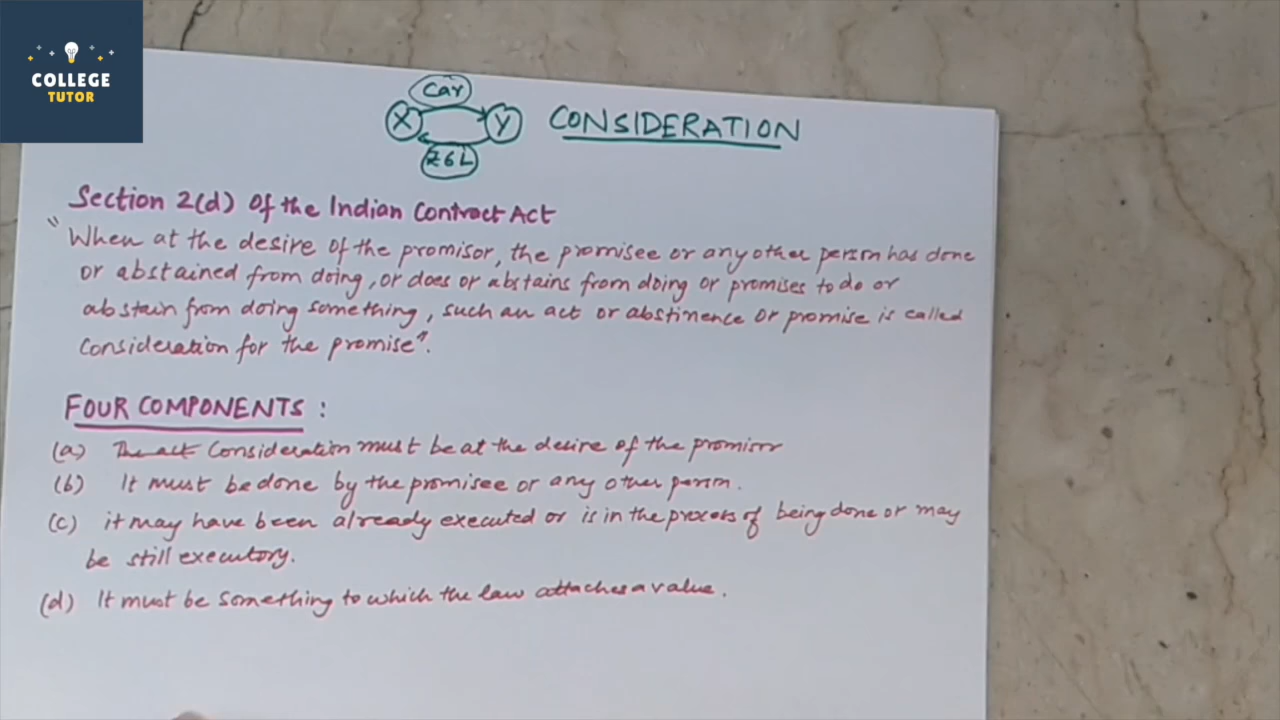 COLLEGE
TUTOR
Car
X Y CONSIDERATION
₹6L
Section 2(d) Of the Indian Contract Act
"When at the desire of the promisor, the promisee or any other person has done
or abstained from doing, or does or abstains from doing or promises to do or
abstain from doing something, such an act or abstinence or promise is called
consideration for the promise".
FOUR COMPONENTS :
(a) The act Consideration must be at the desire of the promisor
(b) It must be done by the promisee or any other person.
(c) it may have been already executed or is in the process of being done or may
be still executory.
(d) It must be something to which the law attaches a value.